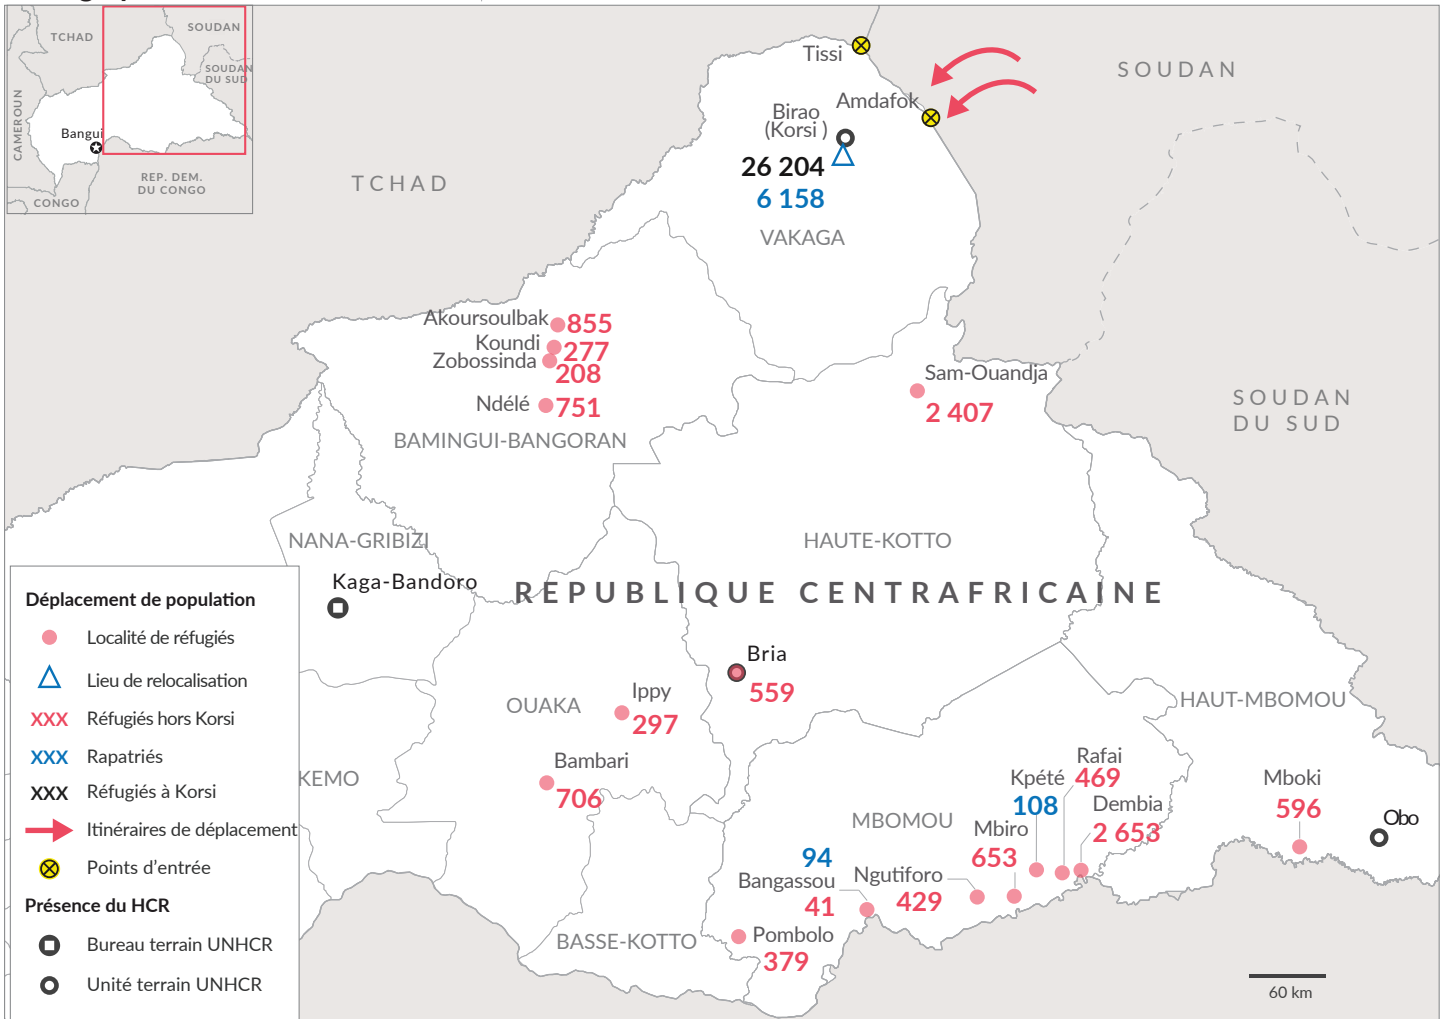 TCHAD
SOUDAN
SOUDAN
DU SUD
CAMEROUN
Bangui
REP. DEM.
DU CONGO
CONGO
Tissi
SOUDAN
Amdafok
Birao
(Korsi )
26 204
6 158
VAKAGA
TCHAD
Akoursoulbak
855
Koundi
277
Zobossinda
208
Ndélé
751
BAMINGUI-BANGORAN
Sam-Ouandja
2 407
SOUDAN
DU SUD
NANA-GRIBIZI
HAUTE-KOTTO
Kaga-Bandoro
REPUBLIQUE CENTRAFRICAINE
Bria
559
Ippy
297
OUAKA
HAUT-MBOMOU
Bambari
706
KEMO
Rafai
469
Kpété
108
Dembia
2 653
Mboki
596
Obo
MBOMOU
Mbiro
653
94
Bangassou
41
Ngutiforo
429
BASSE-KOTTO
Pombolo
379
60 km
Déplacement de population
Localité de réfugiés
Lieu de relocalisation
XXX Réfugiés hors Korsi
XXX Rapatriés
XXX Réfugiés à Korsi
Itinéraires de déplacement
Points d'entrée
Présence du HCR
Bureau terrain UNHCR
Unité terrain UNHCR